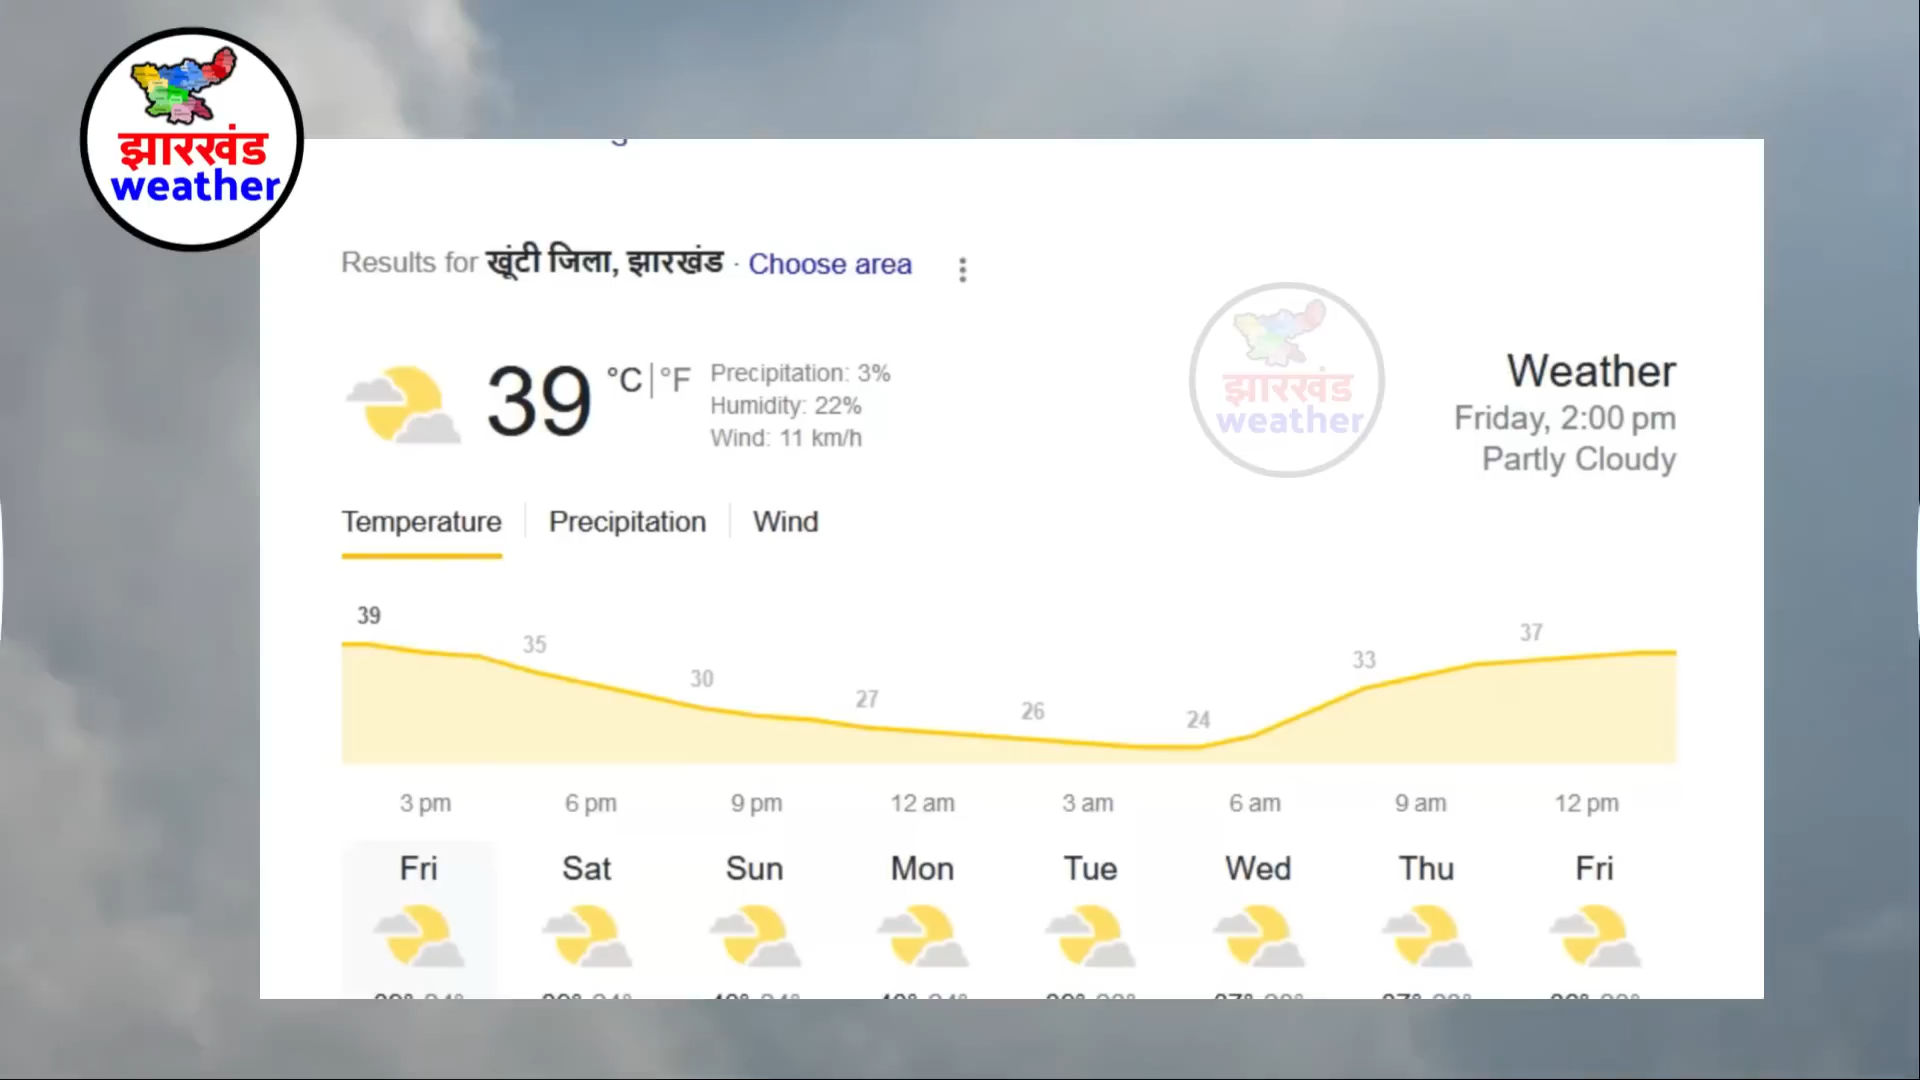 झारखंड
weather
Results for खूंटी जिला, झारखंड · Choose area
39 °C|°F
Precipitation: 3%
Humidity: 22%
Wind: 11 km/h
झारखंड
weather
Weather
Friday, 2:00 pm
Partly Cloudy
Temperature Precipitation Wind
39 35 30 27 26 24 33 37
3 pm 6 pm 9 pm 12 am 3 am 6 am 9 am 12 pm
Fri Sat Sun Mon Tue Wed Thu Fri